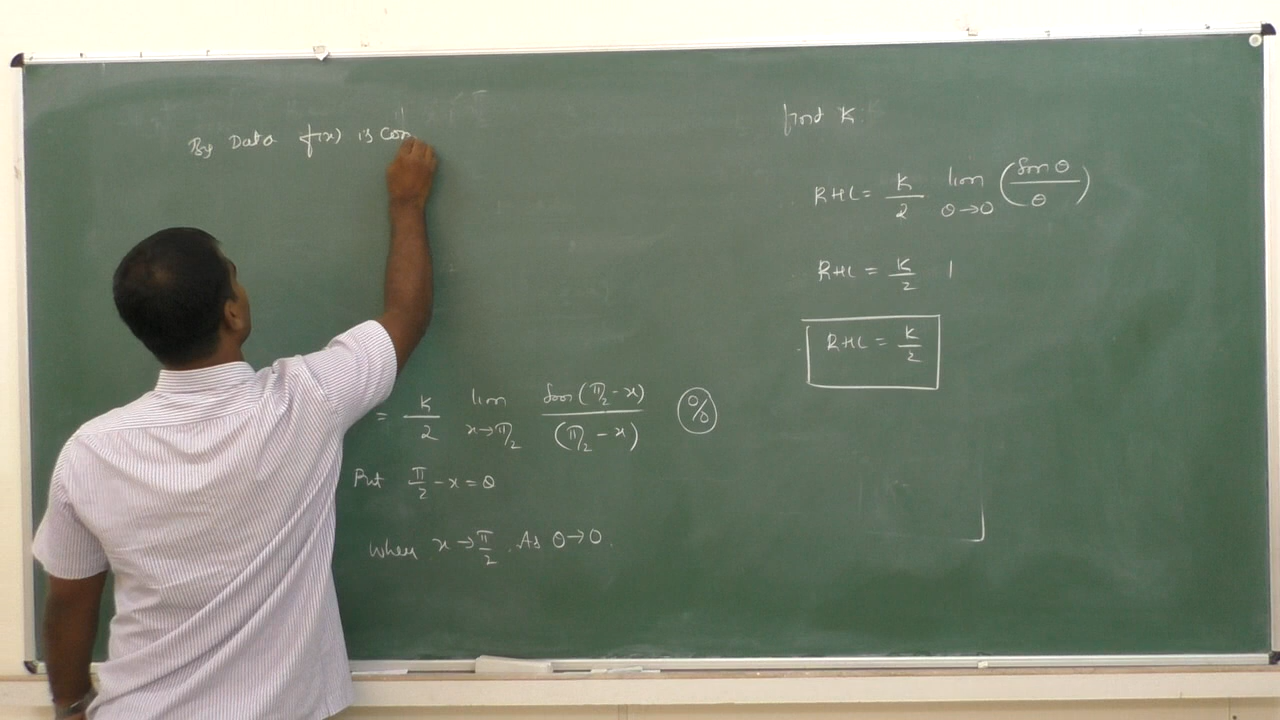 By Data f(x) is Con
= K/2 lim x→π/2 Sin(π/2 - x)/(π/2 - x) (0/0)
Put π/2 - x = θ
When x→π/2. As θ→0.
find K.
RHL = K/2 lim θ→0 (Sin θ/θ)
RHL = K/2 1
RHL = K/2